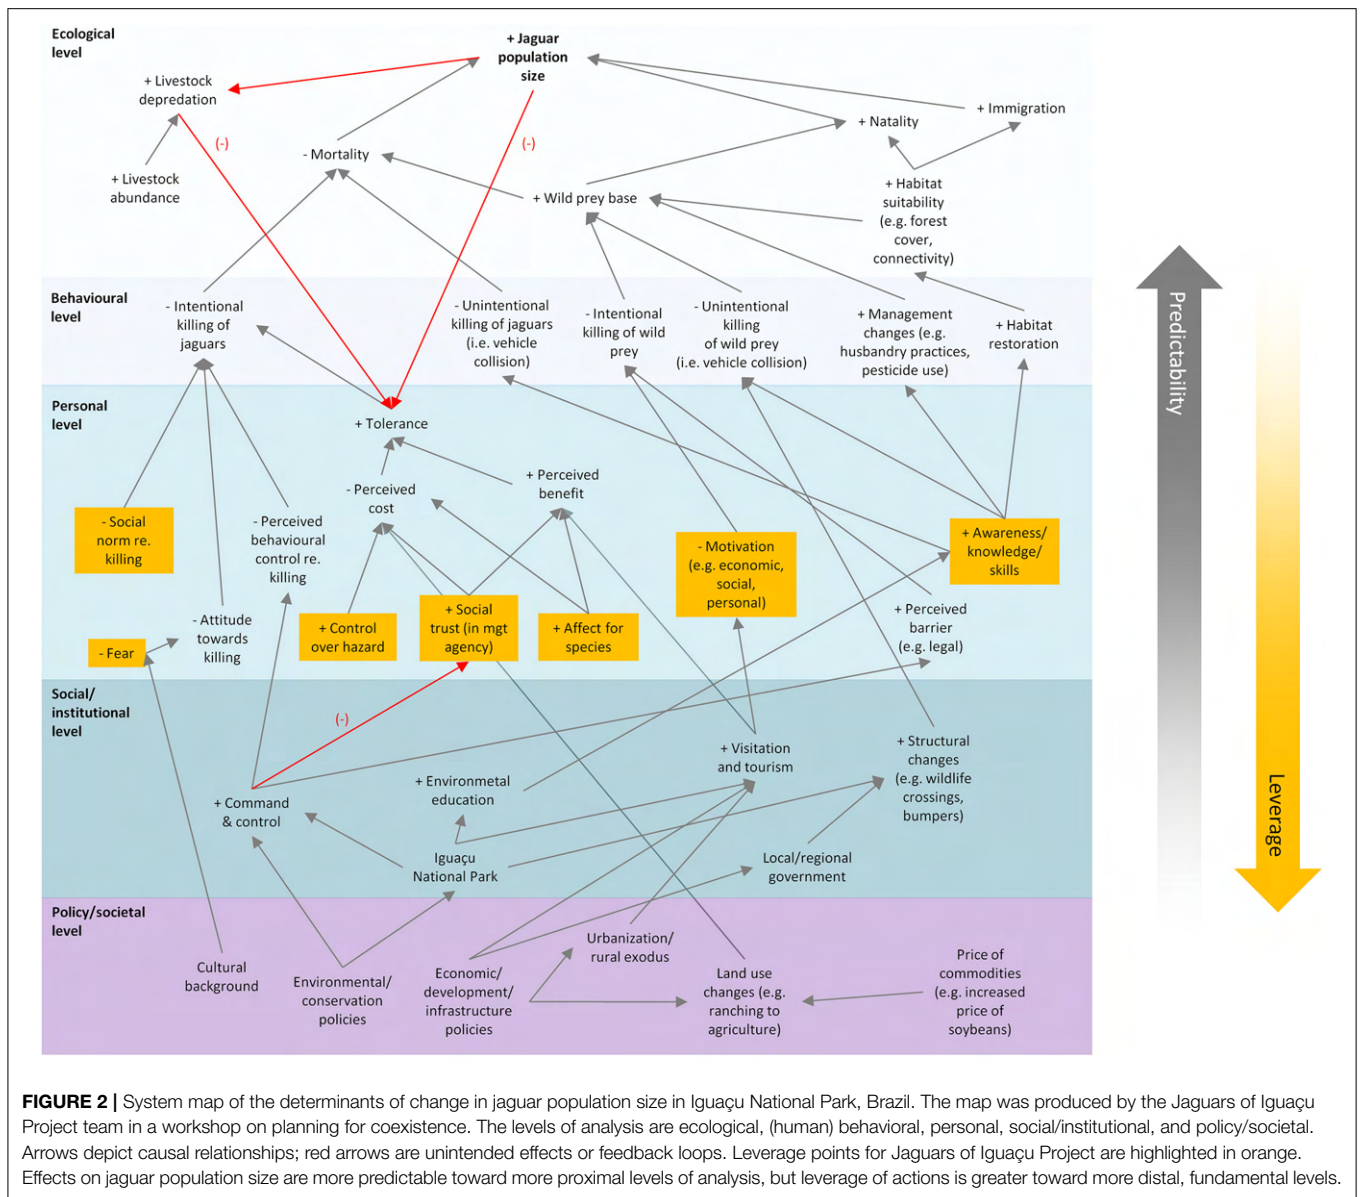 Ecological
level
+ Jaguar
population
size
+ Livestock
depredation
+ Immigration
+ Natality
(-)
(-)
- Mortality
+ Livestock
abundance
+ Wild prey base
+ Habitat
suitability
(e.g. forest
cover,
connectivity)
Behavioural
level
- Intentional
killing of
jaguars
- Unintentional
killing of jaguars
(i.e. vehicle
collision)
- Intentional
killing of wild
prey
- Unintentional
killing
of wild prey
(i.e. vehicle collision)
+ Management
changes (e.g.
husbandry practices,
pesticide use)
+ Habitat
restoration
Personal
level
+ Tolerance
- Perceived
cost
+ Perceived
benefit
- Social
norm re.
killing
- Perceived
behavioural
control re.
killing
- Motivation
(e.g. economic,
social,
personal)
+ Awareness/
knowledge/
skills
- Fear
- Attitude
towards
killing
+ Control
over hazard
+ Social
trust (in mgt
agency)
+ Affect for
species
+ Perceived
barrier
(e.g. legal)
Social/
institutional
level
(-)
+ Command
& control
+ Environmetal
education
Iguaçu
National Park
+ Visitation
and tourism
+ Structural
changes
(e.g. wildlife
crossings,
bumpers)
Local/regional
government
Policy/societal
level
Cultural
background
Environmental/
conservation
policies
Economic/
development/
infrastructure
policies
Urbanization/
rural exodus
Land use
changes (e.g.
ranching to
agriculture)
Price of
commodities
(e.g. increased
price of
soybeans)
Predictability
Leverage
FIGURE 2 | System map of the determinants of change in jaguar population size in Iguaçu National Park, Brazil. The map was produced by the Jaguars of Iguaçu
Project team in a workshop on planning for coexistence. The levels of analysis are ecological, (human) behavioral, personal, social/institutional, and policy/societal.
Arrows depict causal relationships; red arrows are unintended effects or feedback loops. Leverage points for Jaguars of Iguaçu Project are highlighted in orange.
Effects on jaguar population size are more predictable toward more proximal levels of analysis, but leverage of actions is greater toward more distal, fundamental levels.